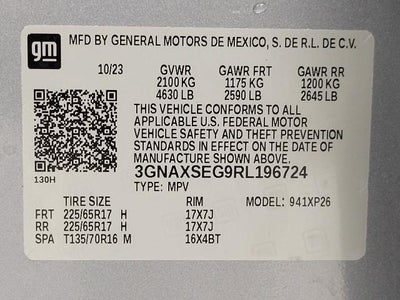 gm
MFD BY GENERAL MOTORS DE MEXICO, S. DE R.L. DE C.V.
10/23 GVWR GAWR FRT GAWR RR
2100 KG 1175 KG 1200 KG
4630 LB 2590 LB 2645 LB
THIS VEHICLE CONFORMS TO ALL
APPLICABLE U.S. FEDERAL MOTOR
VEHICLE SAFETY AND THEFT PREVENTION
STANDARDS IN EFFECT ON THE DATE
OF MANUFACTURE SHOWN ABOVE.
130H
3GNAXSEG9RL196724
TYPE: MPV
TIRE SIZE RIM MODEL: 941XP26
FRT 225/65R17 H 17X7J
RR 225/65R17 H 17X7J
SPA T135/70R16 M 16X4BT